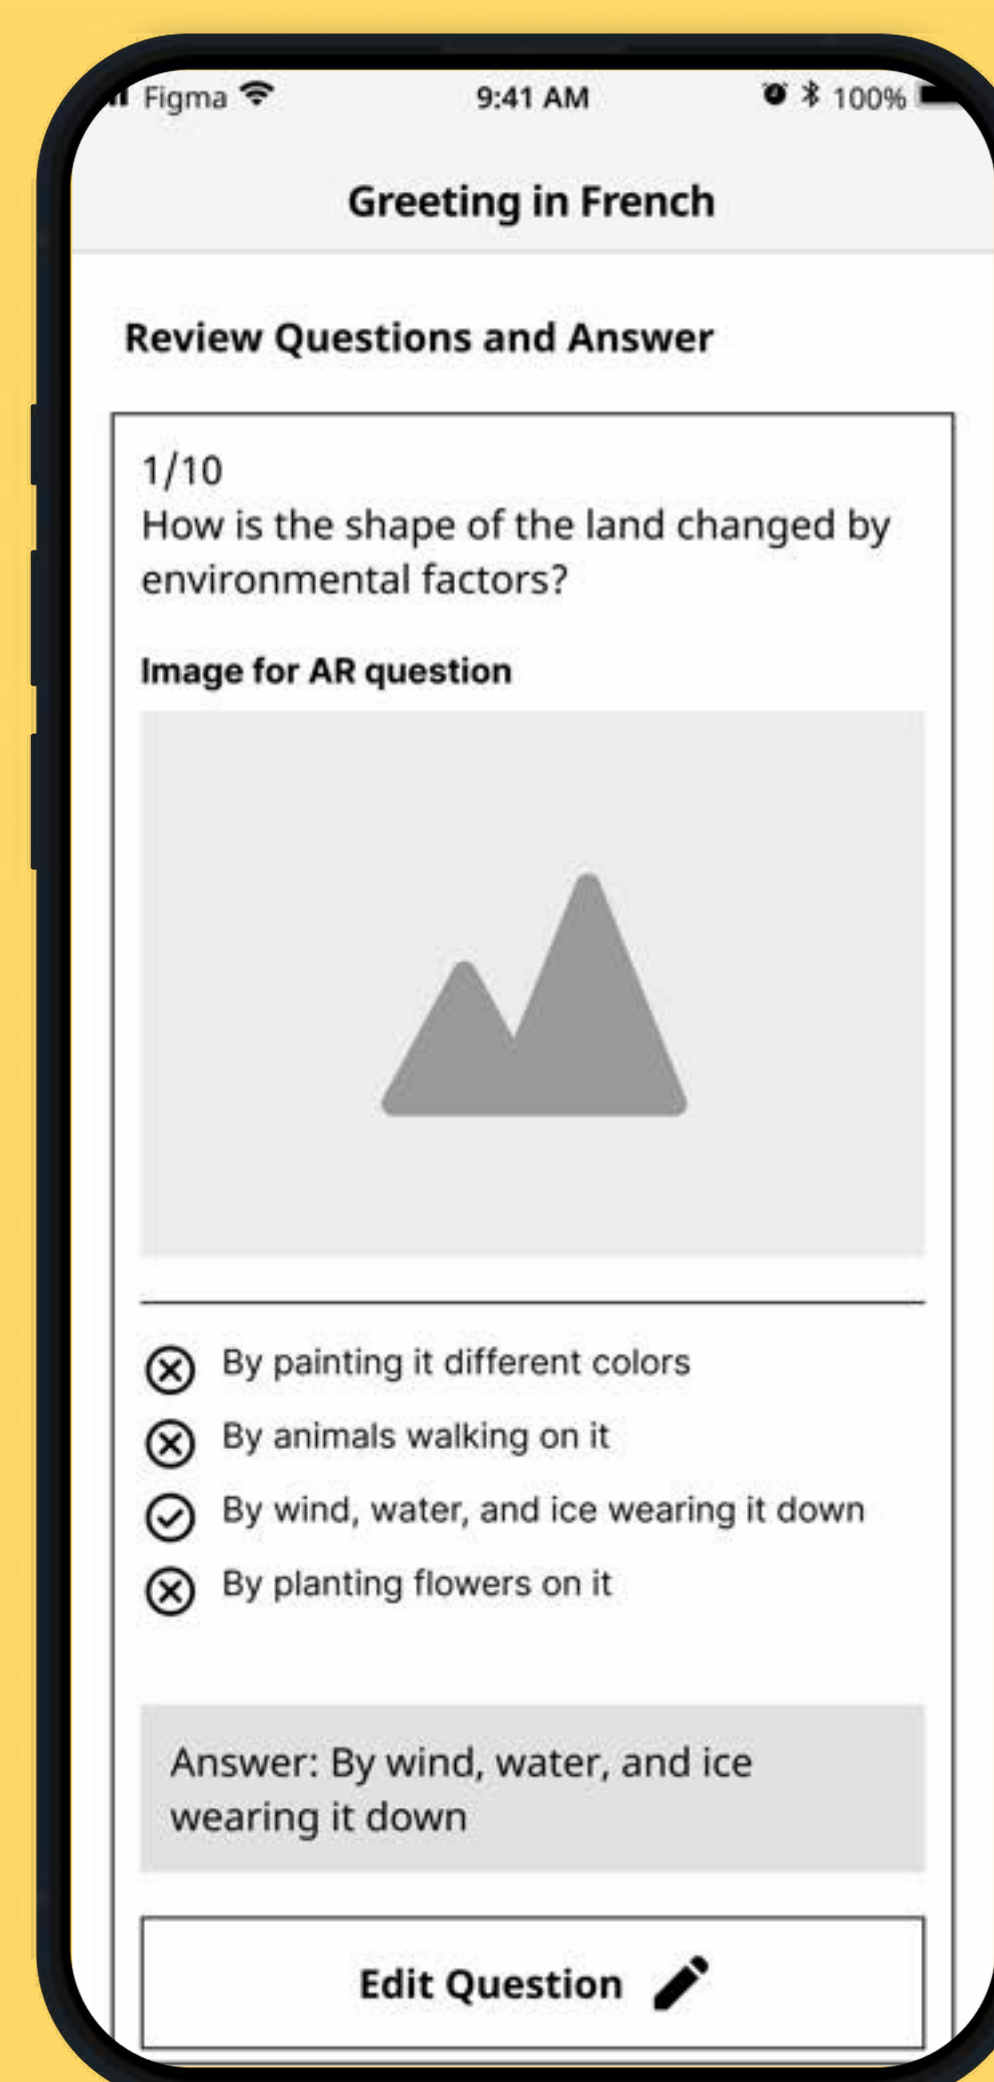 Figma 9:41 AM 100%
Greeting in French
Review Questions and Answer
1/10
How is the shape of the land changed by
environmental factors?
Image for AR question
By painting it different colors
By animals walking on it
By wind, water, and ice wearing it down
By planting flowers on it
Answer: By wind, water, and ice
wearing it down
Edit Question